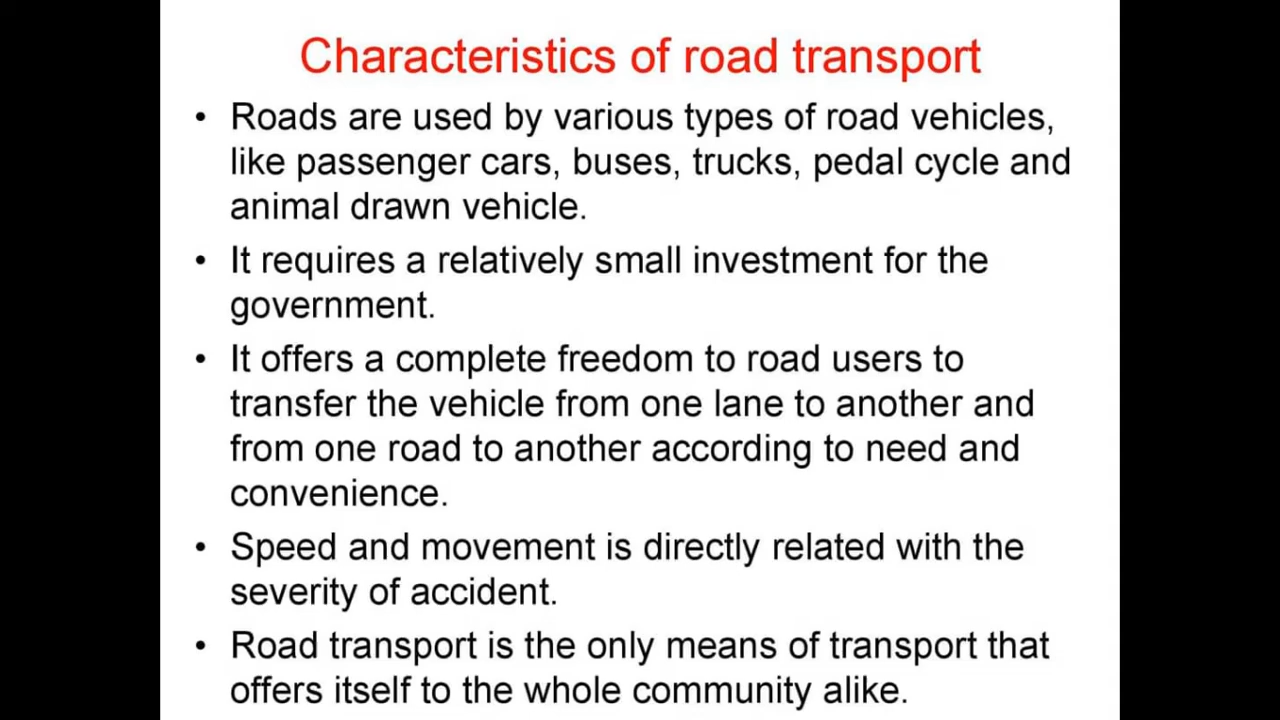 Characteristics of road transport
• Roads are used by various types of road vehicles,
like passenger cars, buses, trucks, pedal cycle and
animal drawn vehicle.
• It requires a relatively small investment for the
government.
• It offers a complete freedom to road users to
transfer the vehicle from one lane to another and
from one road to another according to need and
convenience.
• Speed and movement is directly related with the
severity of accident.
• Road transport is the only means of transport that
offers itself to the whole community alike.